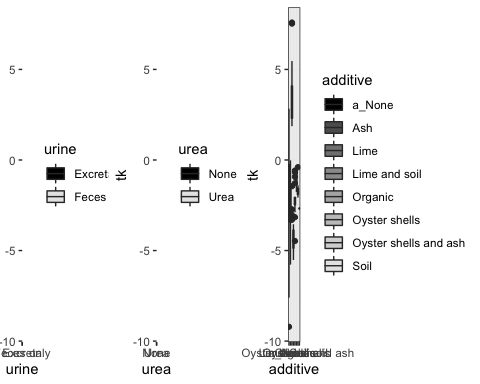 additive
5
5
5
a_None
Ash
urine
urea
Lime
0
tk
0
tk
0
Excret
None
Lime and soil
Feces
Urea
Organic
Oyster shells
Oyster shells and ash
-5
-5
-5
Soil
-10
-10
-10
urine
urea
additive